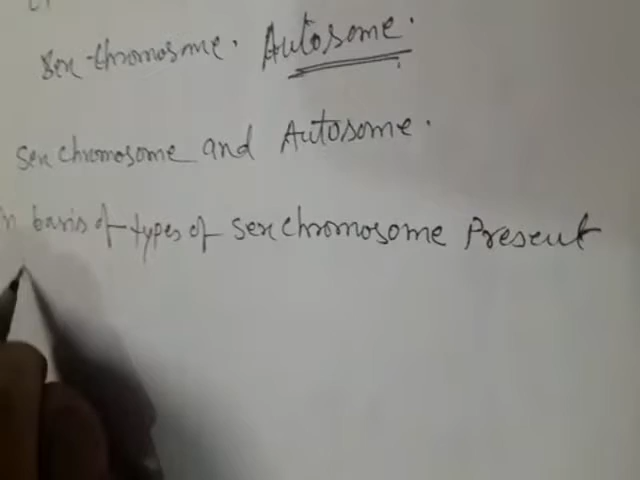 Sex chromosome. Autosome.
Sex chromosome and Autosome.
n basis of types of sex chromosome Present